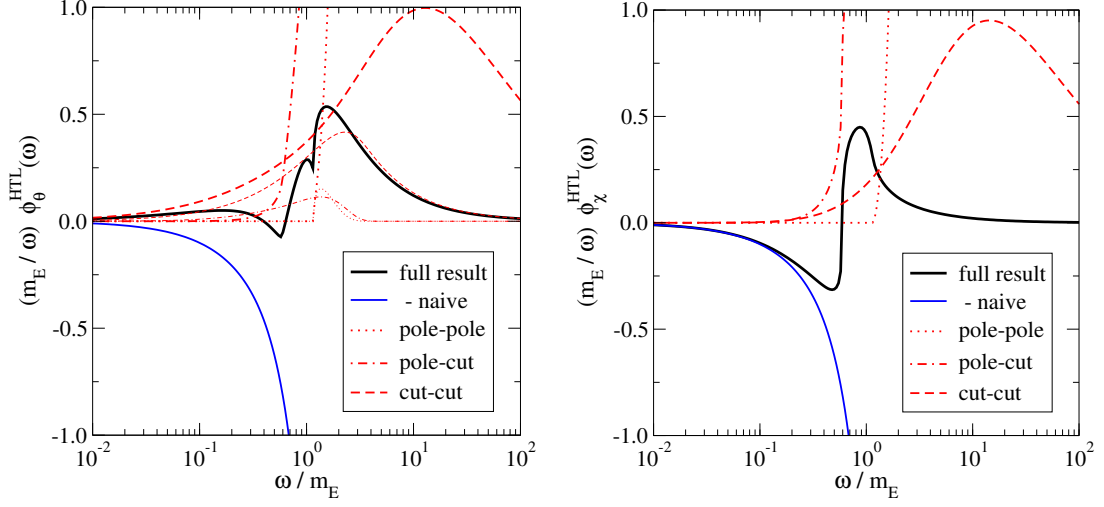 1.0
0.5
0.0
-0.5
-1.0
(m_E / ω) ϕ_θ^HTL(ω)
full result
- naive
pole-pole
pole-cut
cut-cut
10^-2 10^-1 10^0 10^1 10^2
ω / m_E
1.0
0.5
0.0
-0.5
-1.0
(m_E / ω) ϕ_χ^HTL(ω)
full result
- naive
pole-pole
pole-cut
cut-cut
10^-2 10^-1 10^0 10^1 10^2
ω / m_E